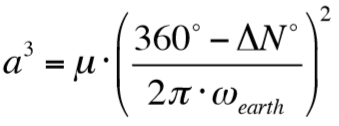 a³ = μ · ( (360° − ΔN°) / (2π · ω_earth) )²